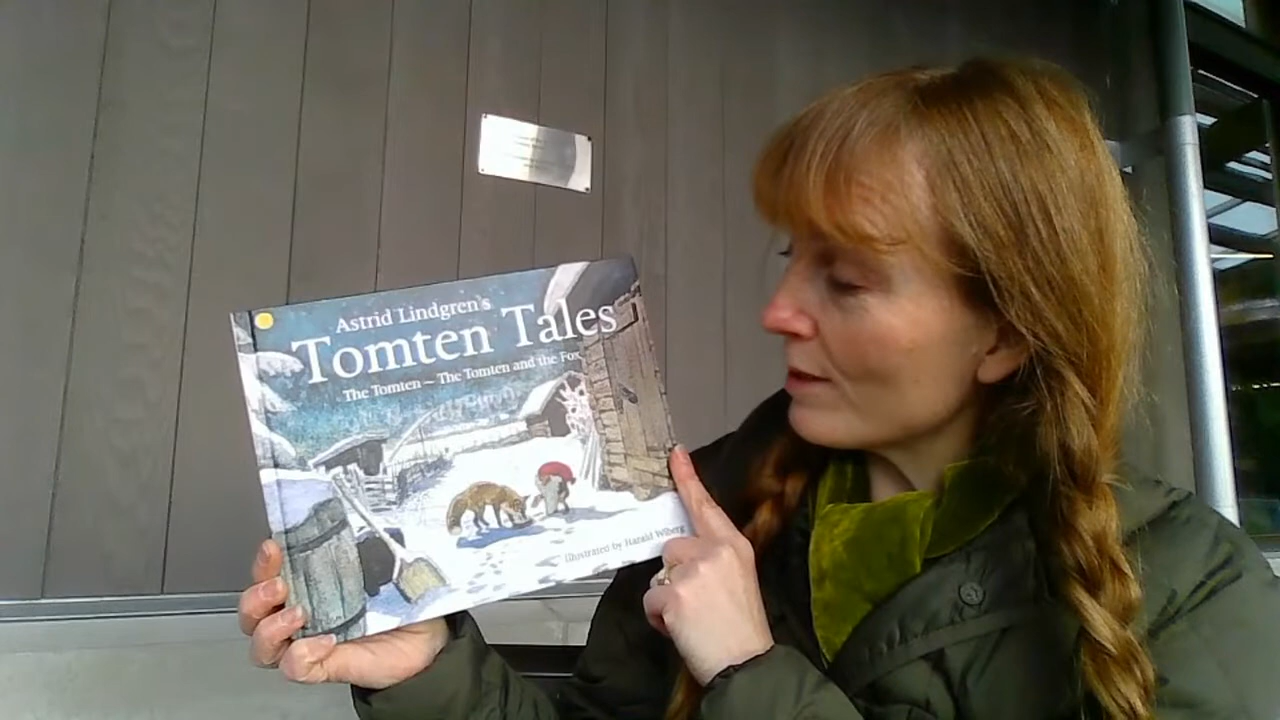 Astrid Lindgren's
Tomten Tales
The Tomten ~ The Tomten and the Fox
Illustrated by Harald Wiberg